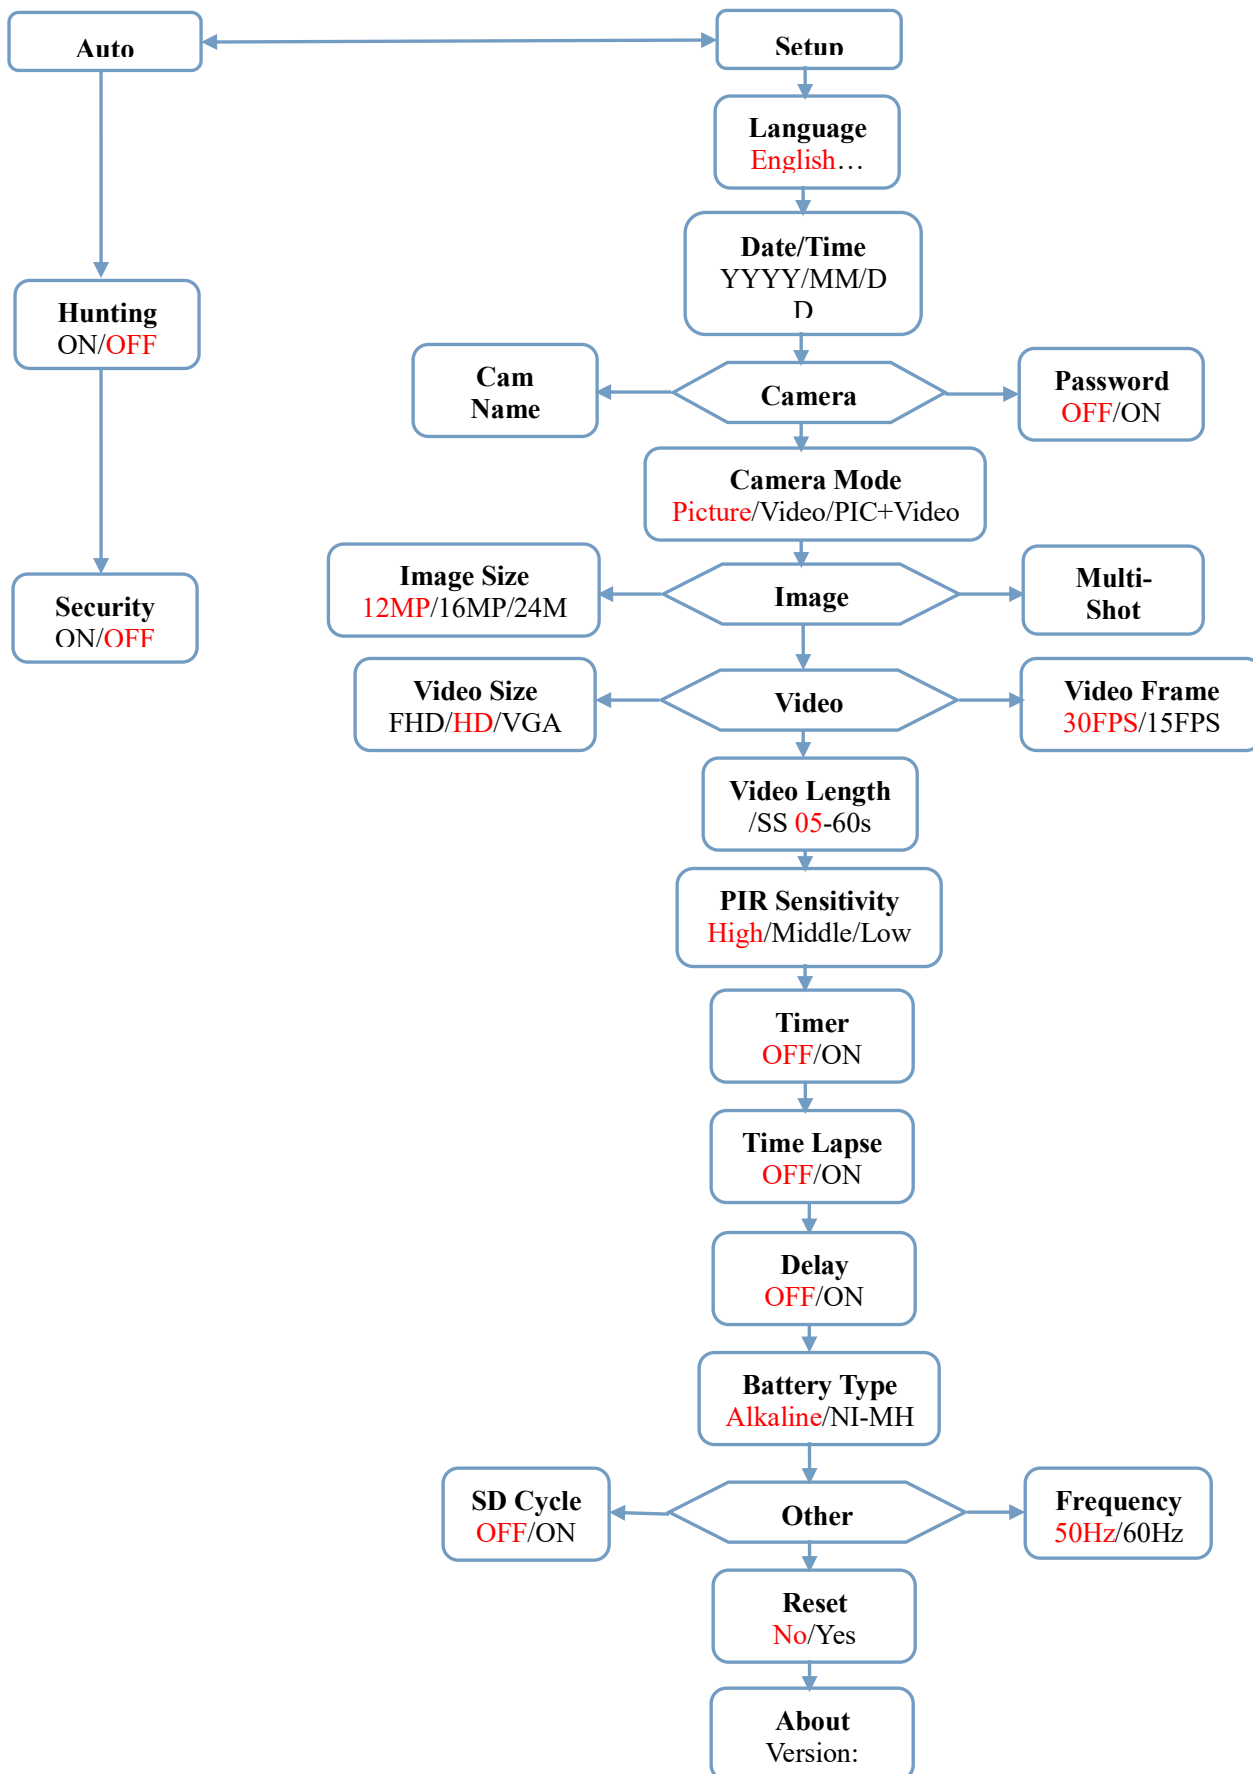 Auto
Setup
Language
English…
Date/Time
YYYY/MM/D
D
Hunting
ON/OFF
Cam
Name
Camera
Password
OFF/ON
Camera Mode
Picture/Video/PIC+Video
Image Size
12MP/16MP/24M
Image
Multi-
Shot
Security
ON/OFF
Video Size
FHD/HD/VGA
Video
Video Frame
30FPS/15FPS
Video Length
/SS 05-60s
PIR Sensitivity
High/Middle/Low
Timer
OFF/ON
Time Lapse
OFF/ON
Delay
OFF/ON
Battery Type
Alkaline/NI-MH
SD Cycle
OFF/ON
Other
Frequency
50Hz/60Hz
Reset
No/Yes
About
Version: